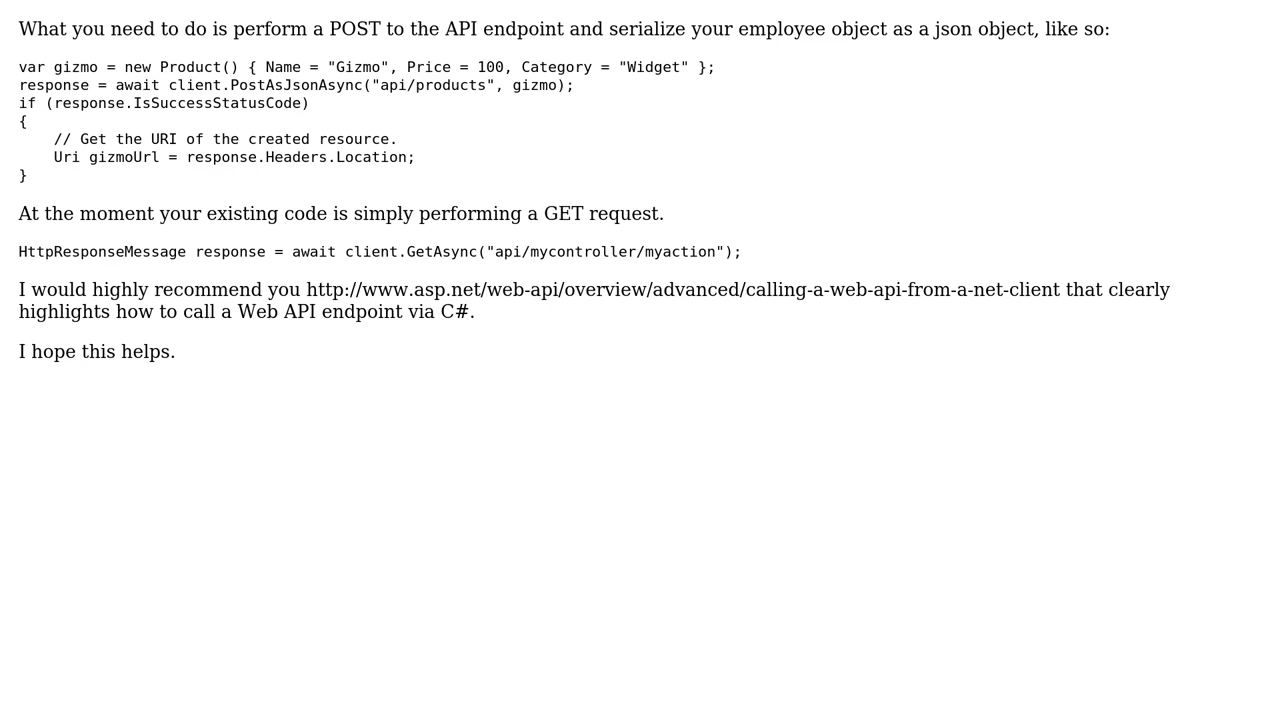 What you need to do is perform a POST to the API endpoint and serialize your employee object as a json object, like so:
var gizmo = new Product() { Name = "Gizmo", Price = 100, Category = "Widget" };
response = await client.PostAsJsonAsync("api/products", gizmo);
if (response.IsSuccessStatusCode)
{
    // Get the URI of the created resource.
    Uri gizmoUrl = response.Headers.Location;
}
At the moment your existing code is simply performing a GET request.
HttpResponseMessage response = await client.GetAsync("api/mycontroller/myaction");
I would highly recommend you http://www.asp.net/web-api/overview/advanced/calling-a-web-api-from-a-net-client that clearly
highlights how to call a Web API endpoint via C#.
I hope this helps.